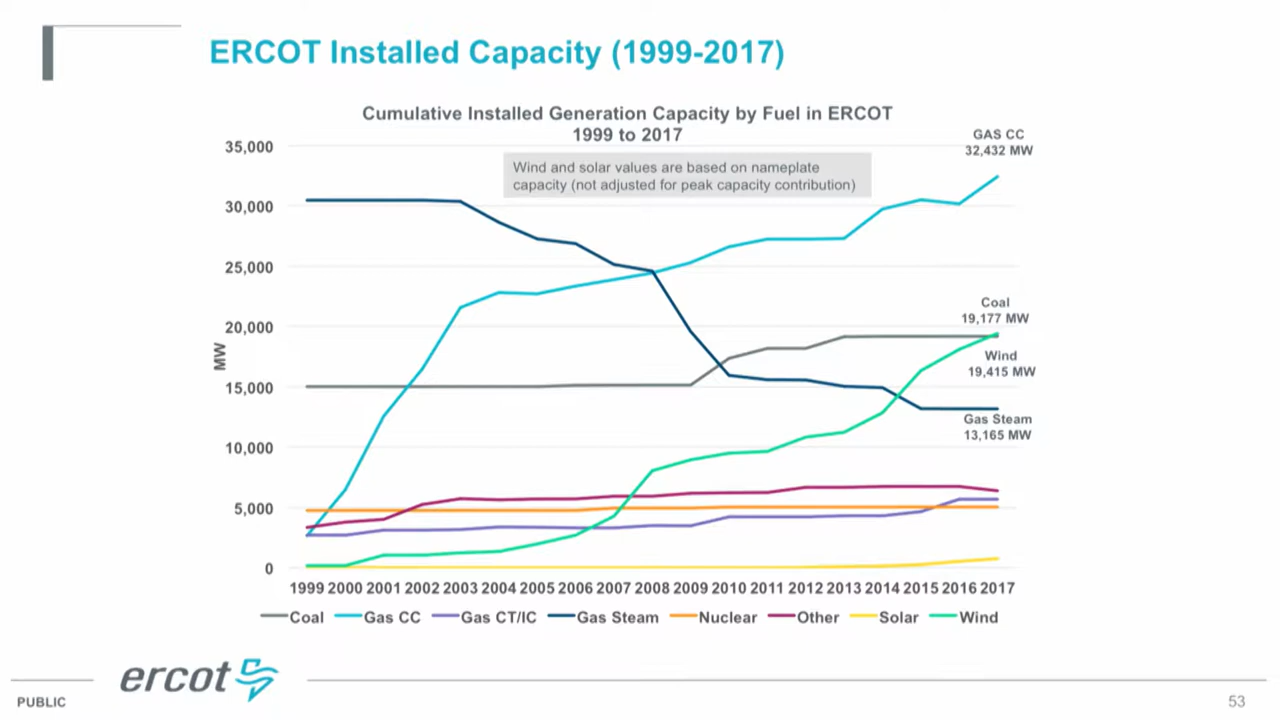 ERCOT Installed Capacity (1999-2017)
Cumulative Installed Generation Capacity by Fuel in ERCOT
1999 to 2017
Wind and solar values are based on nameplate
capacity (not adjusted for peak capacity contribution)
GAS CC
32,432 MW
35,000
30,000
25,000
20,000
15,000
10,000
5,000
0
MW
Coal
19,177 MW
Wind
19,415 MW
Gas Steam
13,165 MW
1999 2000 2001 2002 2003 2004 2005 2006 2007 2008 2009 2010 2011 2012 2013 2014 2015 2016 2017
Coal Gas CC Gas CT/IC Gas Steam Nuclear Other Solar Wind
ercot
PUBLIC
53